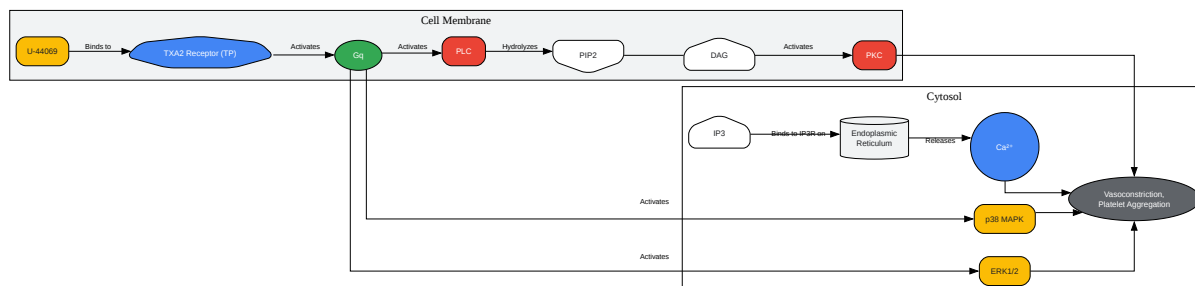 Cell Membrane
U-44069
Binds to
TXA2 Receptor (TP)
Activates
Gq
Activates
PLC
Hydrolyzes
PIP2
DAG
Activates
PKC
Cytosol
IP3
Binds to IP3R on
Endoplasmic
Reticulum
Releases
Ca²⁺
Vasoconstriction,
Platelet Aggregation
Activates
p38 MAPK
Activates
ERK1/2